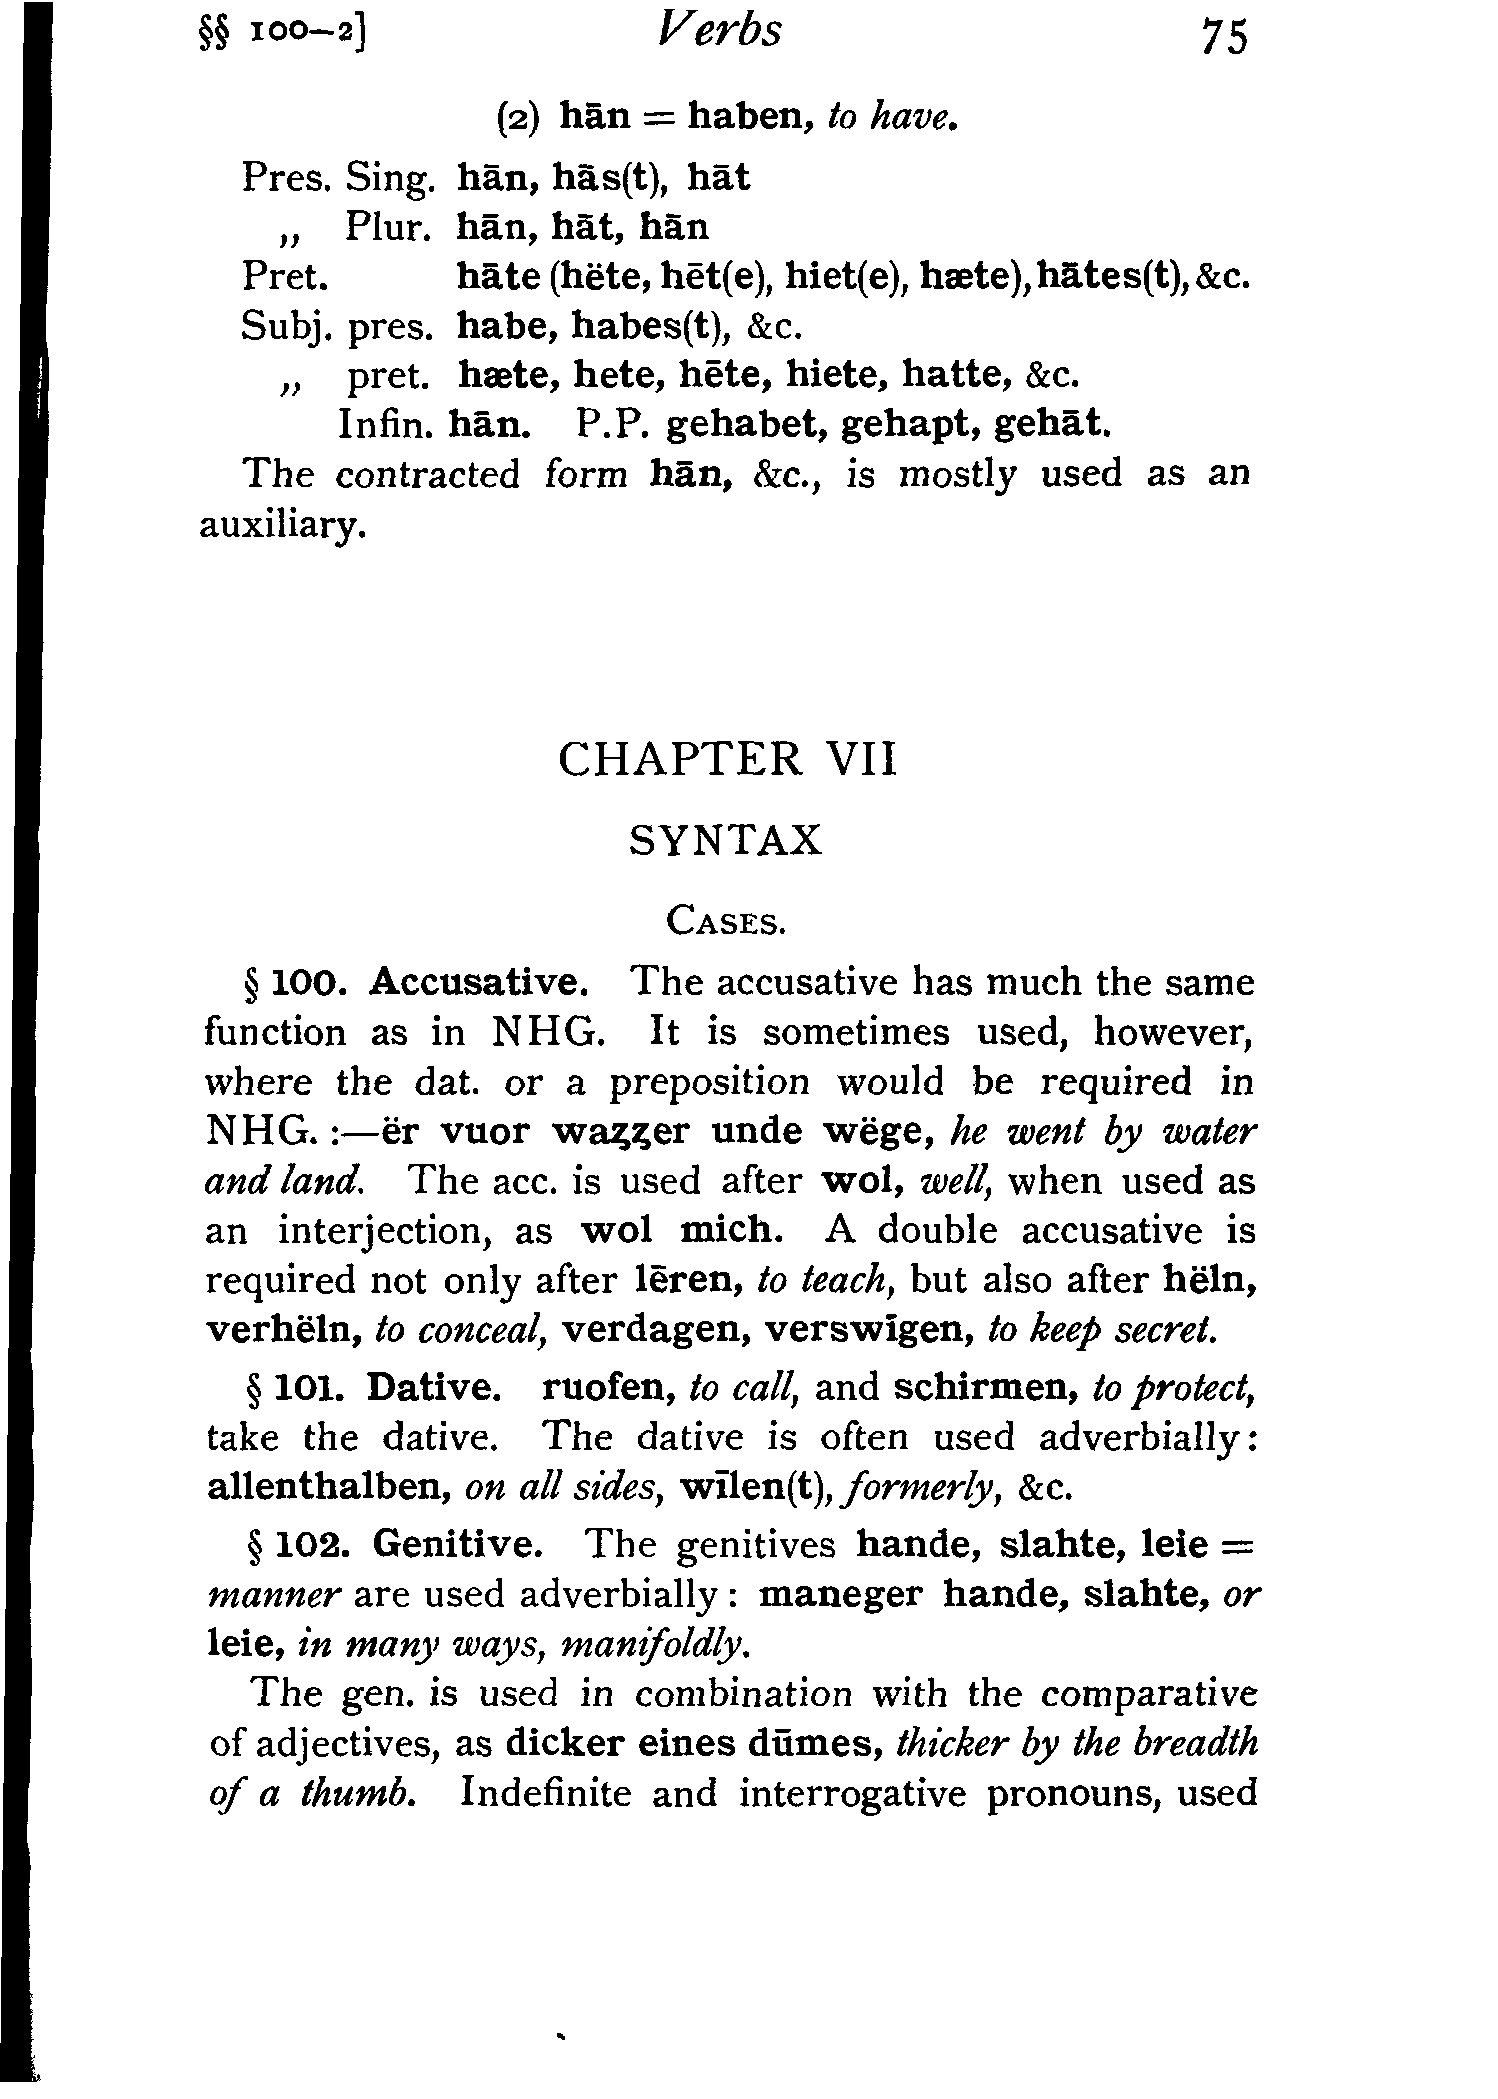 §§ 100–2] Verbs 75
(2) hān = haben, to have.
Pres. Sing. hān, hās(t), hāt
„ Plur. hān, hāt, hān
Pret. hāte (hëte, hēt(e), hiet(e), hæte), hātes(t), &c.
Subj. pres. habe, habes(t), &c.
„ pret. hæte, hete, hēte, hiete, hatte, &c.
Infin. hān. P.P. gehabet, gehapt, gehāt.
The contracted form hān, &c., is mostly used as an
auxiliary.
CHAPTER VII
SYNTAX
CASES.
§ 100. Accusative. The accusative has much the same
function as in NHG. It is sometimes used, however,
where the dat. or a preposition would be required in
NHG. :—ër vuor waȥȥer unde wëge, he went by water
and land. The acc. is used after wol, well, when used as
an interjection, as wol mich. A double accusative is
required not only after lēren, to teach, but also after hëln,
verhëln, to conceal, verdagen, verswīgen, to keep secret.
§ 101. Dative. ruofen, to call, and schirmen, to protect,
take the dative. The dative is often used adverbially:
allenthalben, on all sides, wīlen(t), formerly, &c.
§ 102. Genitive. The genitives hande, slahte, leie =
manner are used adverbially : maneger hande, slahte, or
leie, in many ways, manifoldly.
The gen. is used in combination with the comparative
of adjectives, as dicker eines dūmes, thicker by the breadth
of a thumb. Indefinite and interrogative pronouns, used